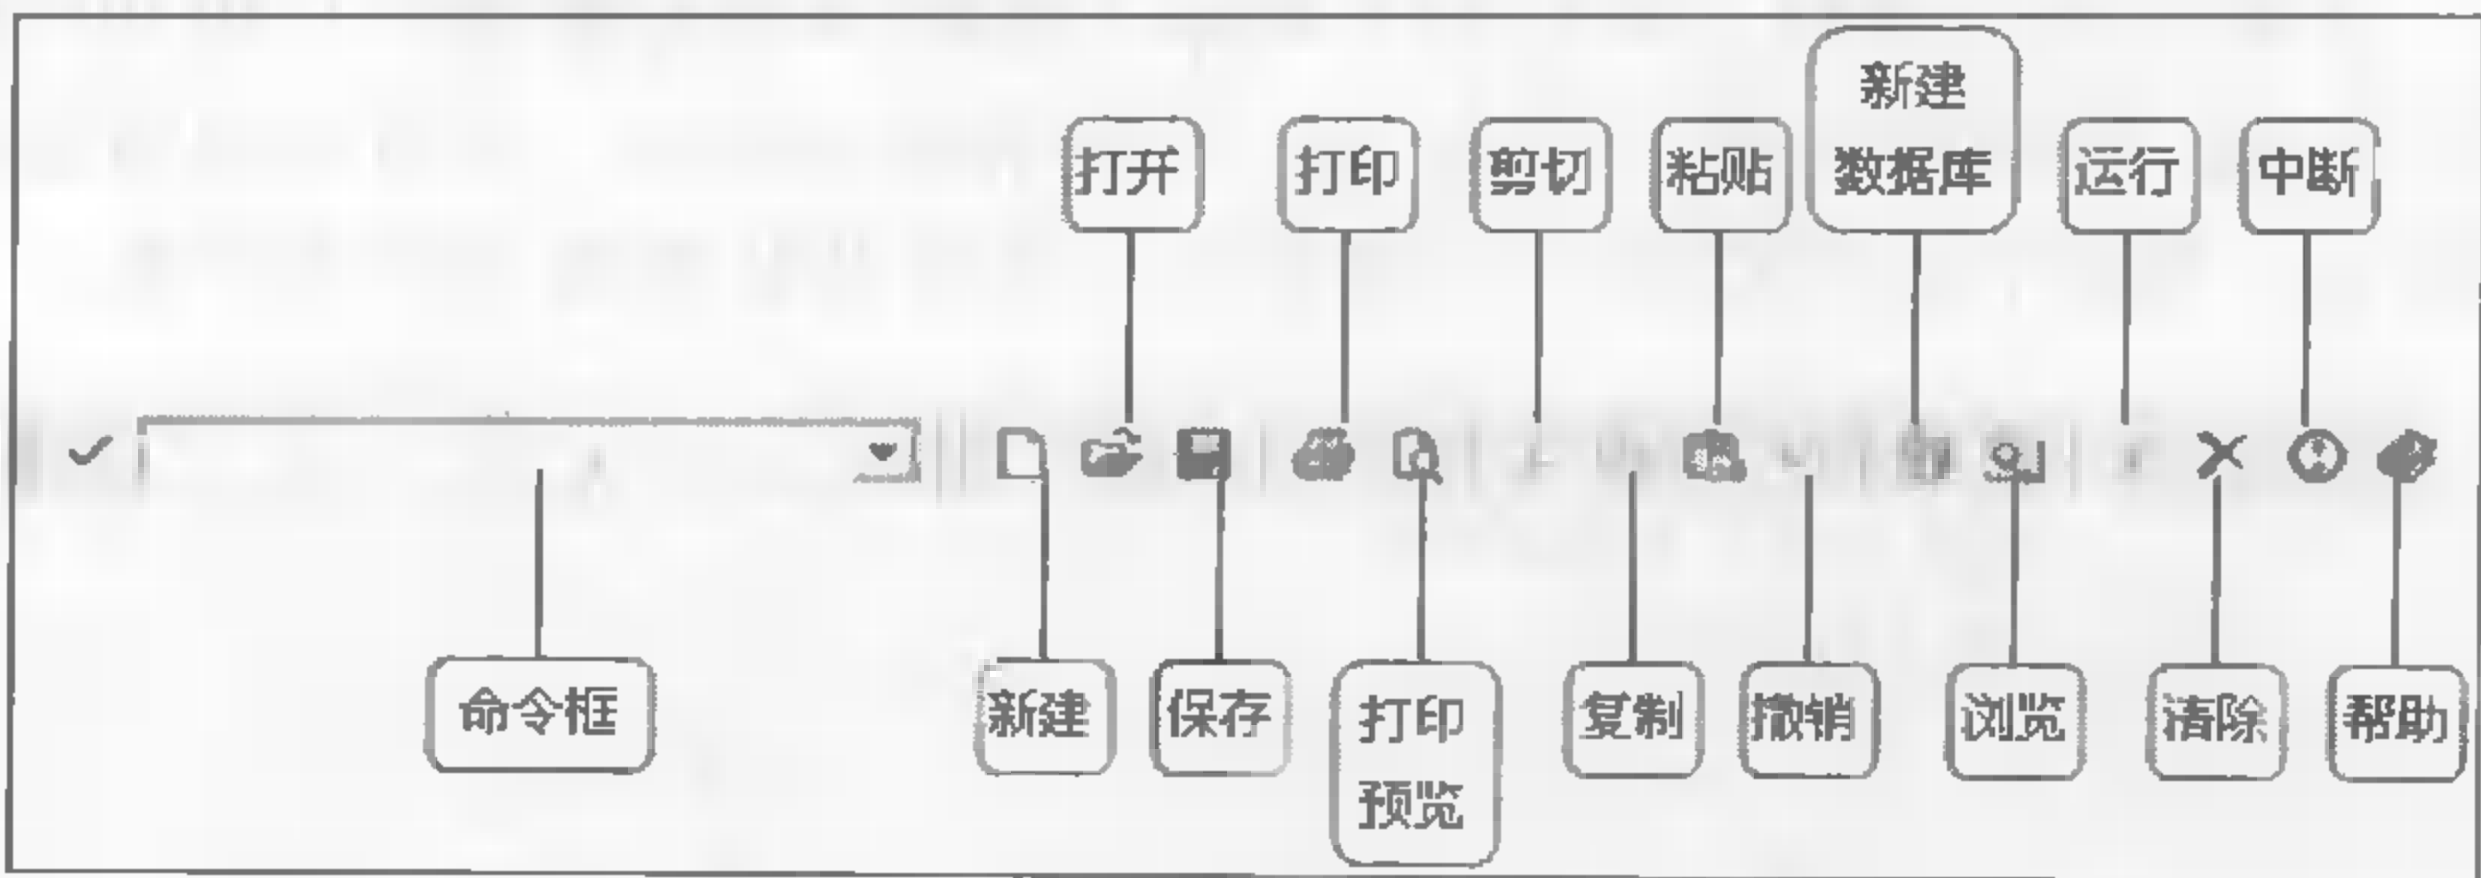 新建
数据库
打开
打印
剪切
粘贴
运行
中断
命令框
新建
保存
打印
预览
复制
撤销
浏览
清除
帮助